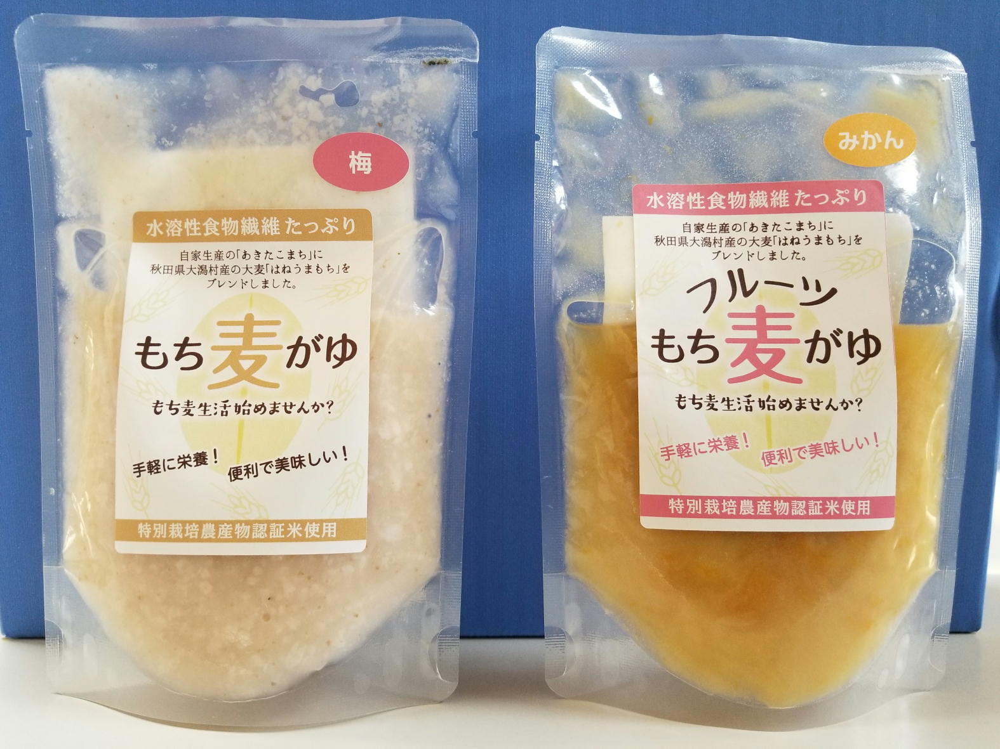 梅
水溶性食物繊維たっぷり
自家生産の「あきたこまち」に
秋田県大潟村産の大麦「はねうまもち」を
ブレンドしました。
もち麦がゆ
もち麦生活始めませんか?
手軽に栄養!
便利で美味しい!
特別栽培農産物認証米使用
みかん
水溶性食物繊維たっぷり
自家生産の「あきたこまち」に
秋田県大潟村産の大麦「はねうまもち」を
ブレンドしました。
フルーツ
もち麦がゆ
もち麦生活始めませんか?
手軽に栄養!
便利で美味しい!
特別栽培農産物認証米使用